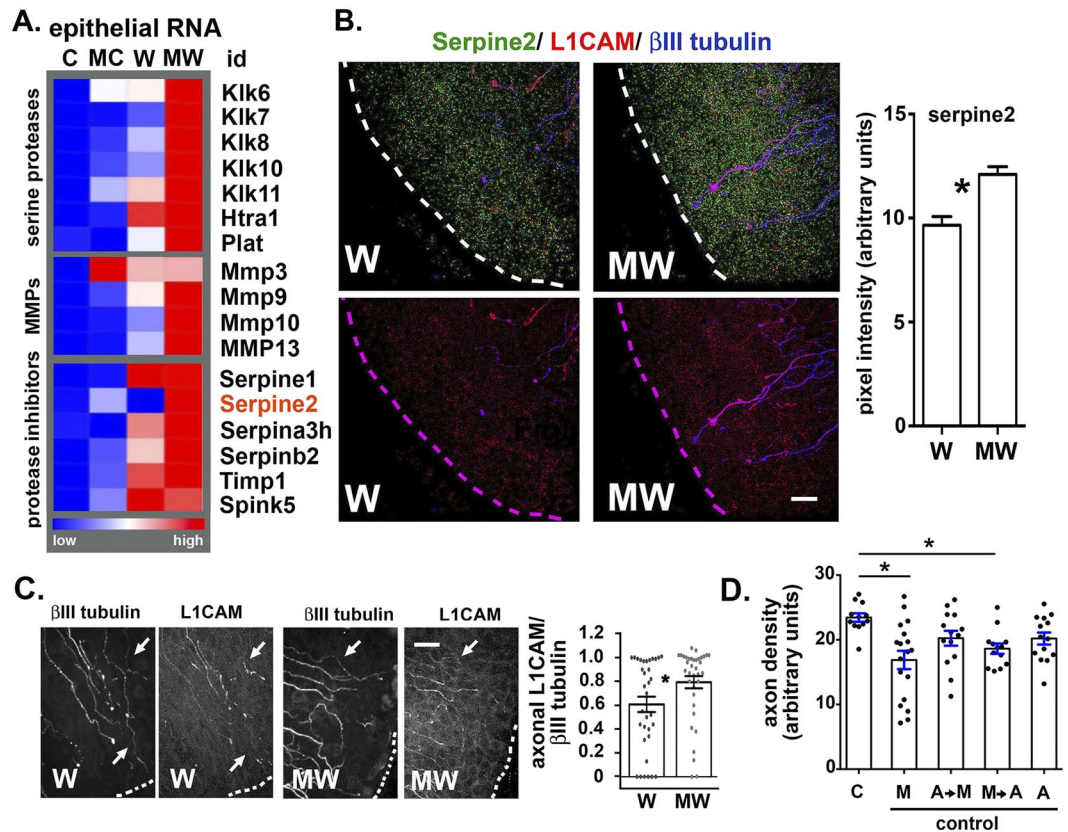 A.
epithelial RNA
C MC W MW id
serine proteases
Klk6
Klk7
Klk8
Klk10
Klk11
Htra1
Plat
MMPs
Mmp3
Mmp9
Mmp10
MMP13
protease inhibitors
Serpine1
Serpine2
Serpina3h
Serpinb2
Timp1
Spink5
low high
B.
Serpine2/ L1CAM/ βIII tubulin
W
MW
W
MW
pixel intensity (arbitrary units)
serpine2
15
10
5
0
*
W MW
C.
βIII tubulin L1CAM βIII tubulin L1CAM
W W MW MW
axonal L1CAM/
βIII tubulin
1.2
1.0
0.8
0.6
0.4
0.2
0
*
W MW
D.
axon density
(arbitrary units)
30
20
10
0
*
*
C M A→M M→A A
control